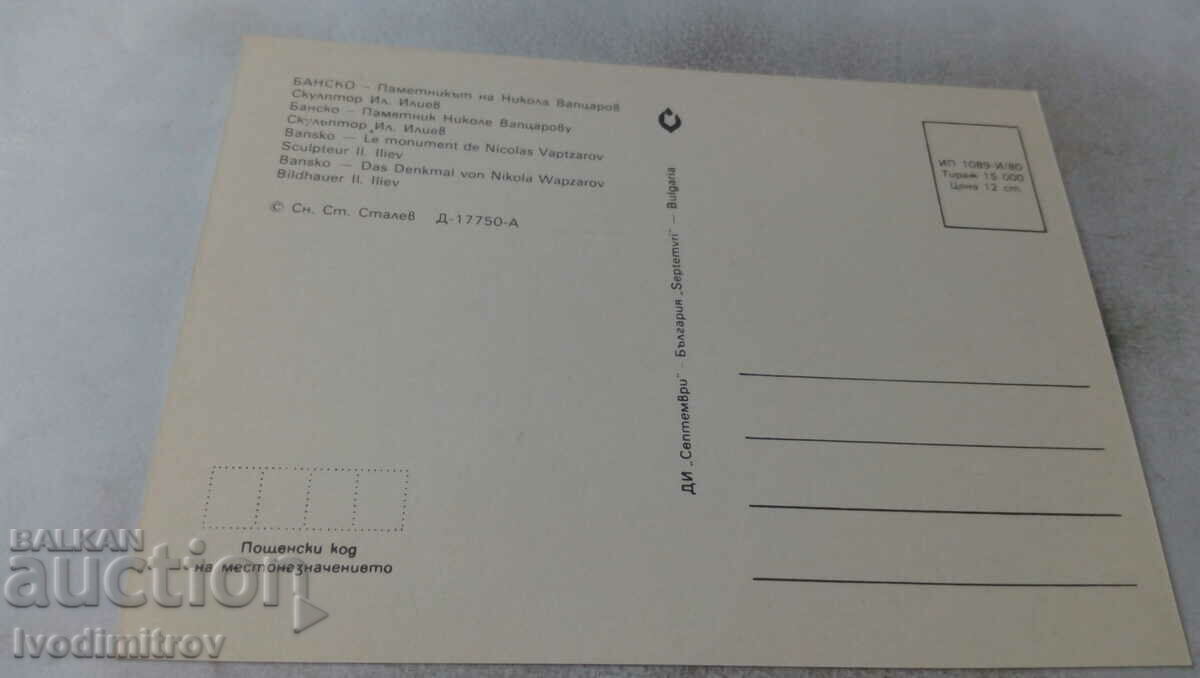 БАНСКО — Паметникът на Никола Вапцаров
Скулптор Ил. Илиев
Банско — Памятник Николе Вапцарову
Скульптор Ил. Илиев
Bansko — Le monument de Nicolas Vaptzarov
Sculpteur Il. Iliev
Bansko — Das Denkmal von Nikola Wapzarov
Bildhauer Il. Iliev
© Сн. Ст. Сталев Д-17750-А
ДИ „Септември" - България „Septemvri" — Bulgaria
ИП 1089-И/80
Тираж 15 000
Цена 12 ст.
Пощенски код
на местоназначението
BALKAN
auction
Ivodimitrov